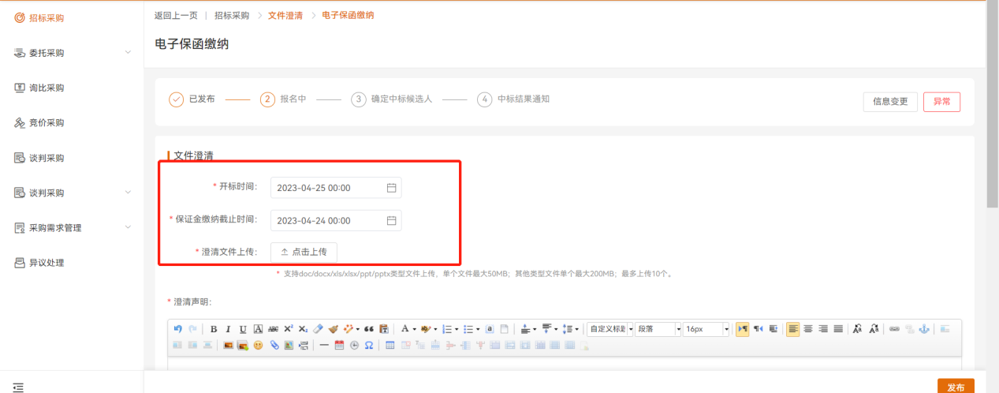 招标采购
委托采购
询比采购
竞价采购
谈判采购
谈判采购
采购需求管理
异议处理
返回上一页 | 招标采购 > 文件澄清 > 电子保函缴纳
电子保函缴纳
已发布 2 报名中 3 确定中标候选人 4 中标结果通知
信息变更 异常
文件澄清
* 开标时间: 2023-04-25 00:00
* 保证金缴纳截止时间: 2023-04-24 00:00
* 澄清文件上传: 点击上传
* 支持doc/docx/xls/xlsx/ppt/pptx类型文件上传，单个文件最大50MB；其他类型文件单个最大200MB；最多上传10个。
* 澄清声明:
自定义标题 段落 16px
发布